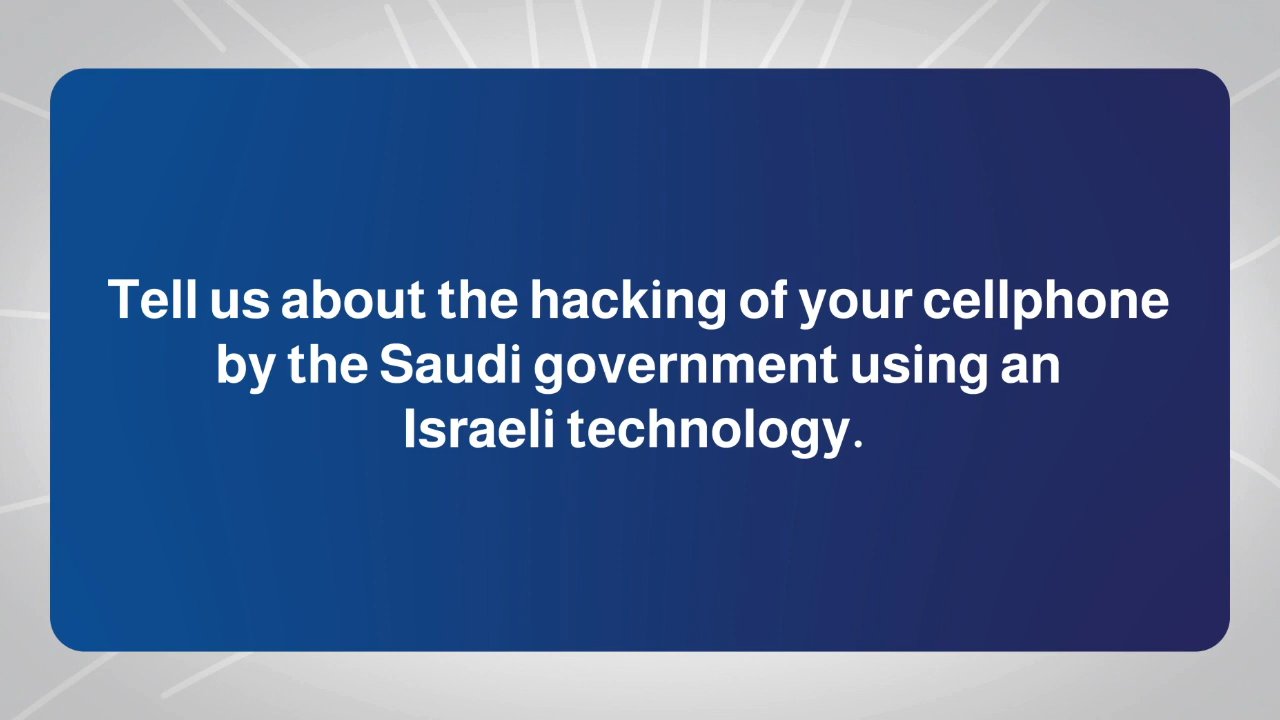 Tell us about the hacking of your cellphone
by the Saudi government using an
Israeli technology.